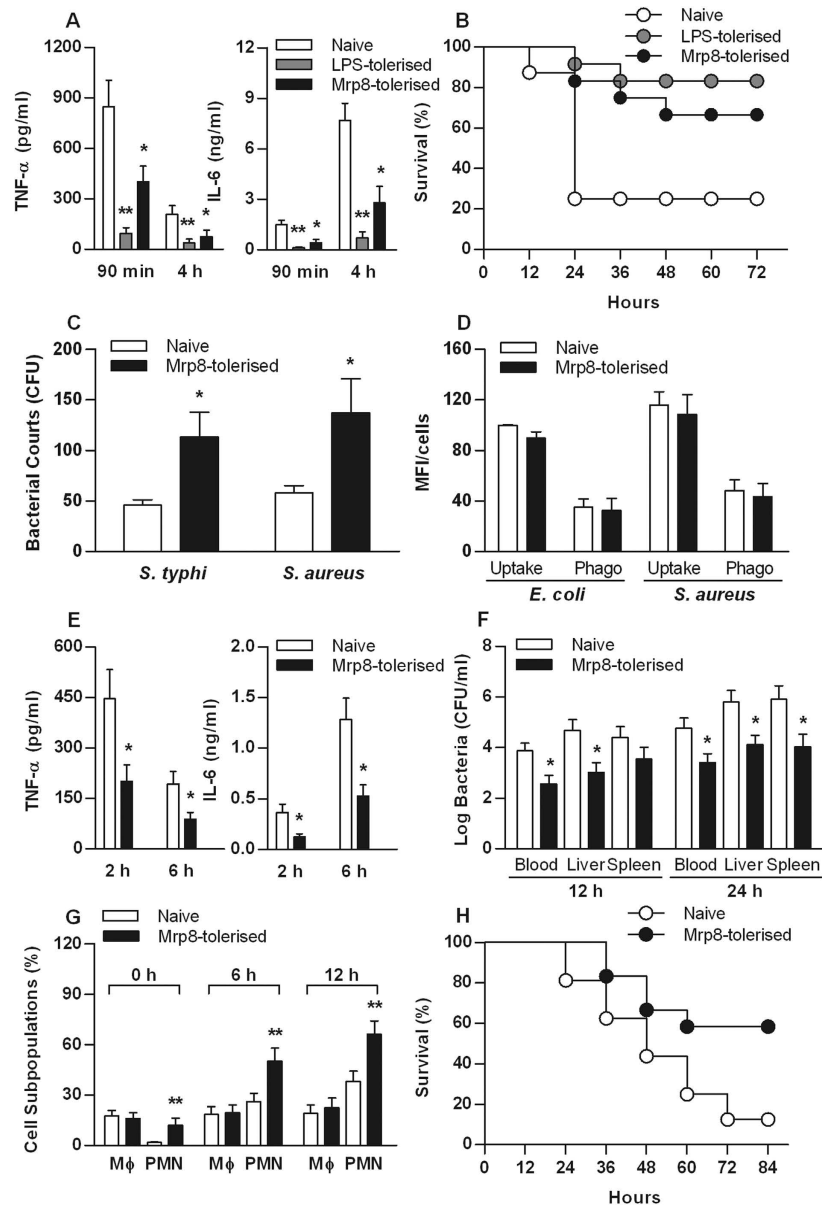 A
Naive
LPS-tolerised
Mrp8-tolerised
TNF-α (pg/ml)
1200
900
600
300
0
**
*
**
*
90 min 4 h
IL-6 (ng/ml)
12
9
6
3
0
**
*
**
*
90 min 4 h
B
Naive
LPS-tolerised
Mrp8-tolerised
Survival (%)
100
80
60
40
20
0
0 12 24 36 48 60 72
Hours
C
Naive
Mrp8-tolerised
Bacterial Courts (CFU)
200
150
100
50
0
*
*
S. typhi S. aureus
D
Naive
Mrp8-tolerised
MFI/cells
160
120
80
40
0
Uptake Phago Uptake Phago
E. coli S. aureus
E
Naive
Mrp8-tolerised
TNF-α (pg/ml)
600
450
300
150
0
*
*
2 h 6 h
IL-6 (ng/ml)
2.0
1.5
1.0
0.5
0.0
*
*
2 h 6 h
F
Naive
Mrp8-tolerised
Log Bacteria (CFU/ml)
8
6
4
2
0
*
*
*
*
*
Blood Liver Spleen Blood Liver Spleen
12 h 24 h
G
Naive
Mrp8-tolerised
Cell Subpopulations (%)
120
90
60
30
0
0 h 6 h 12 h
**
**
**
Mϕ PMN Mϕ PMN Mϕ PMN
H
Naive
Mrp8-tolerised
Survival (%)
100
80
60
40
20
0
0 12 24 36 48 60 72 84
Hours